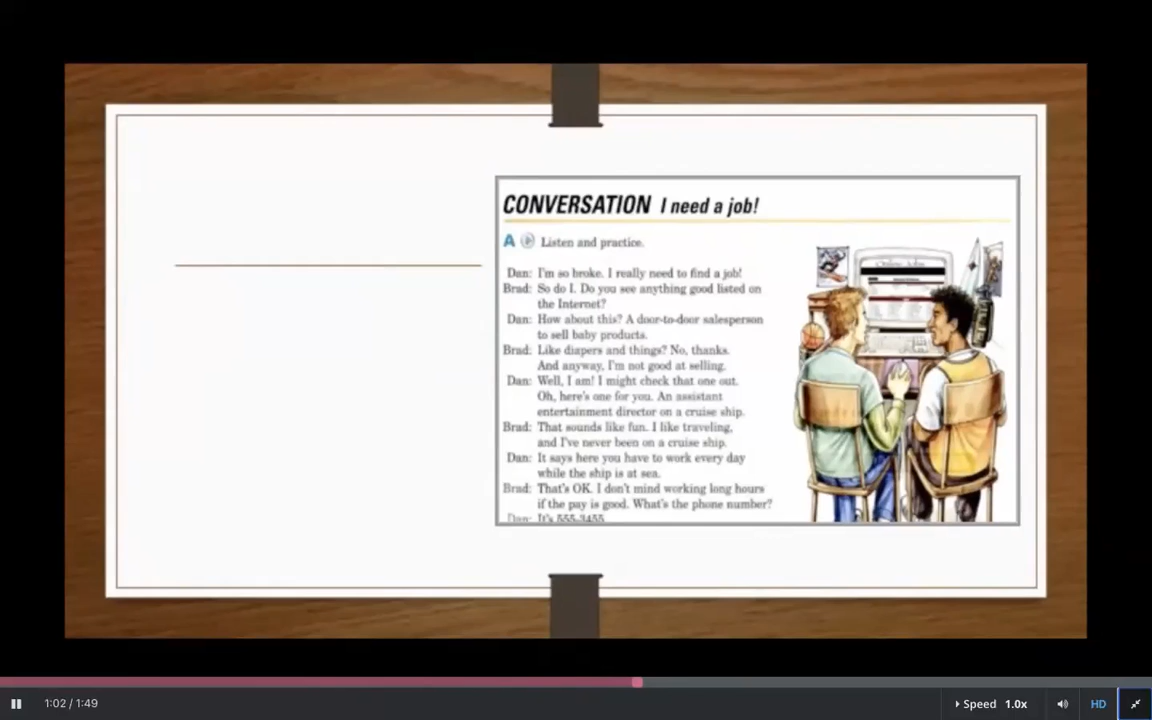 CONVERSATION I need a job!
A Listen and practice.
Dan: I'm so broke. I really need to find a job!
Brad: So do I. Do you see anything good listed on
the Internet?
Dan: How about this? A door-to-door salesperson
to sell baby products.
Brad: Like diapers and things? No, thanks.
And anyway, I'm not good at selling.
Dan: Well, I am! I might check that one out.
Oh, here's one for you. An assistant
entertainment director on a cruise ship.
Brad: That sounds like fun. I like traveling,
and I've never been on a cruise ship.
Dan: It says here you have to work every day
while the ship is at sea.
Brad: That's OK. I don't mind working long hours
if the pay is good. What's the phone number?
Dan: It's 555-3455
Online Jobs
1:02 / 1:49
Speed 1.0x
HD